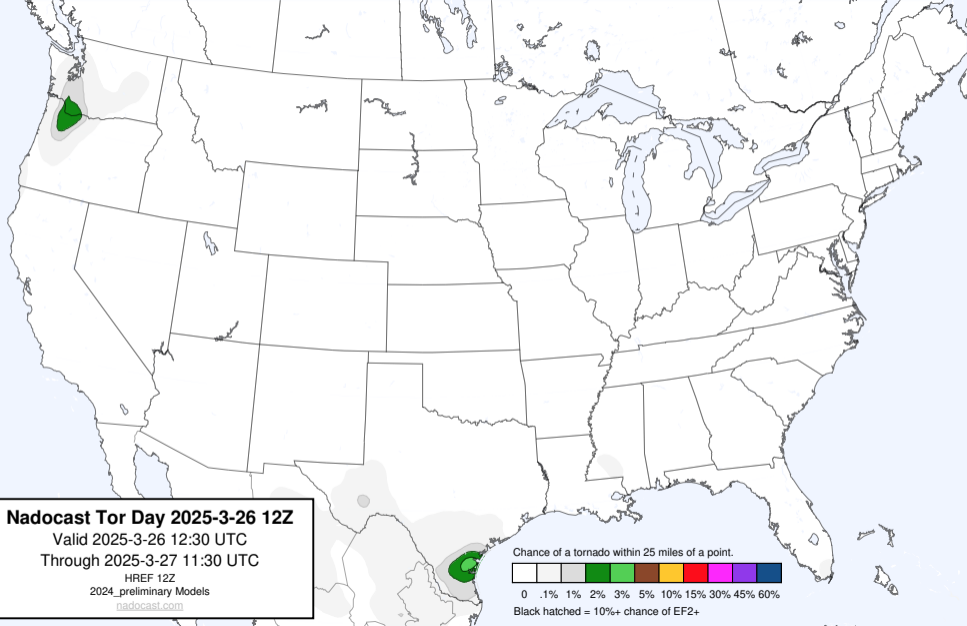 Nadocast Tor Day 2025-3-26 12Z
Valid 2025-3-26 12:30 UTC
Through 2025-3-27 11:30 UTC
HREF 12Z
2024_preliminary Models
nadocast.com
Chance of a tornado within 25 miles of a point.
0 .1% 1% 2% 3% 5% 10% 15% 30% 45% 60%
Black hatched = 10%+ chance of EF2+